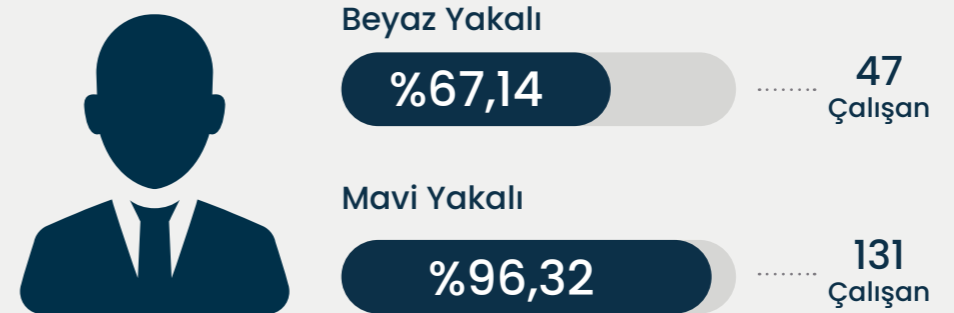 Beyaz Yakalı
%67,14
47
Çalışan
Mavi Yakalı
%96,32
131
Çalışan